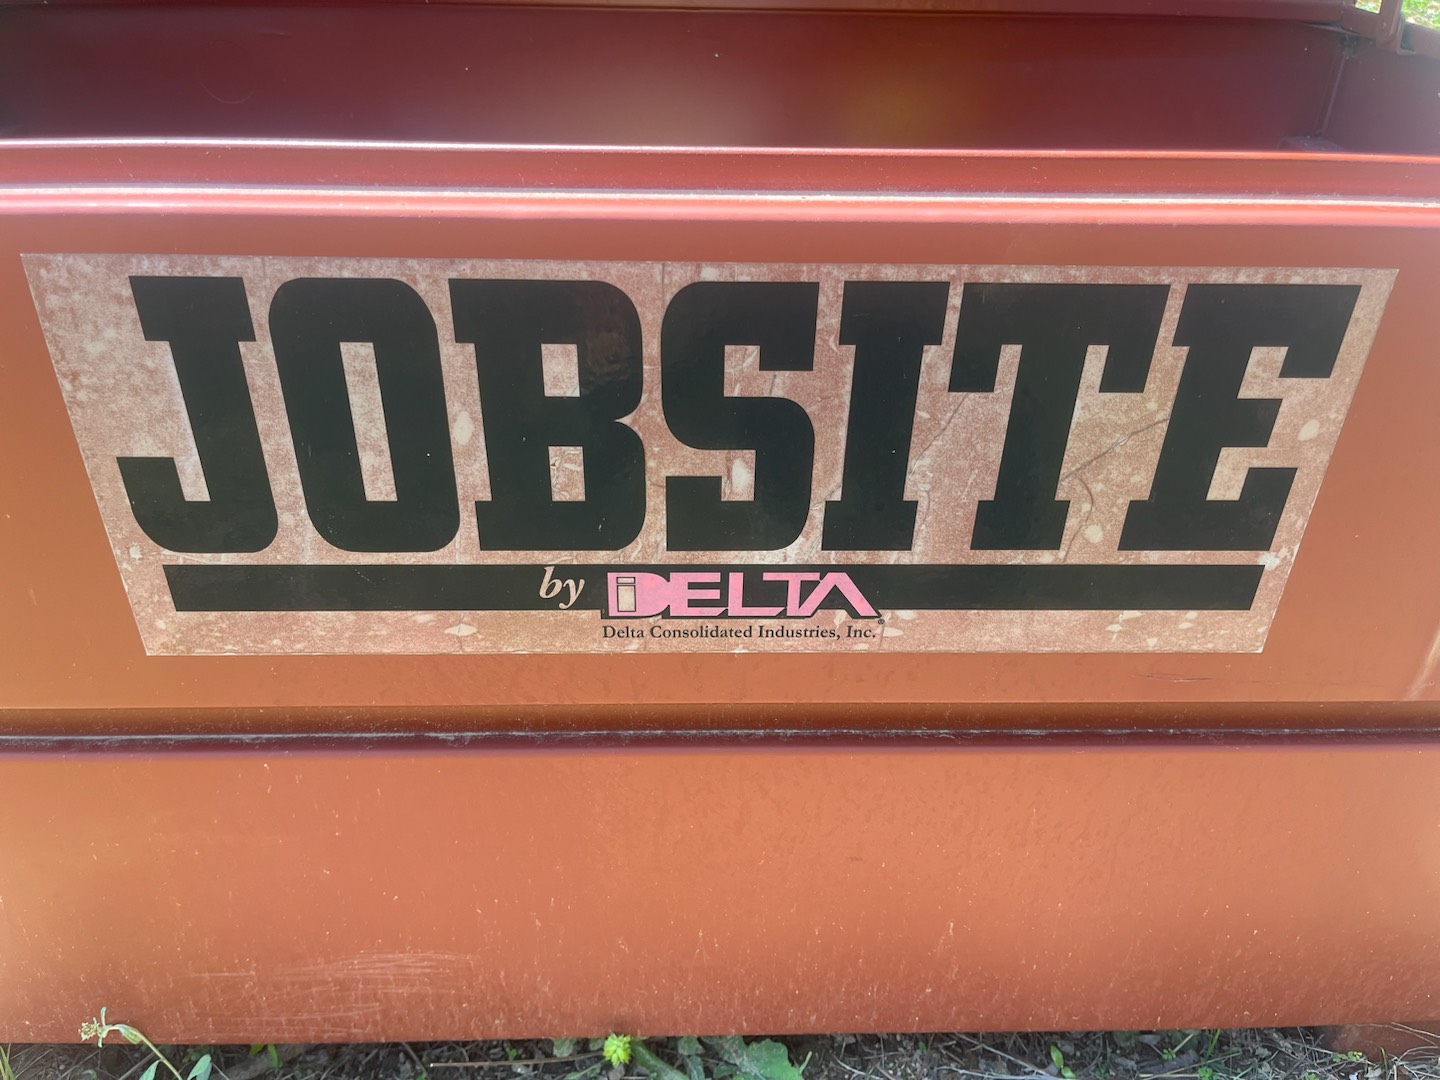 JOBSITE
by DELTA®
Delta Consolidated Industries, Inc.